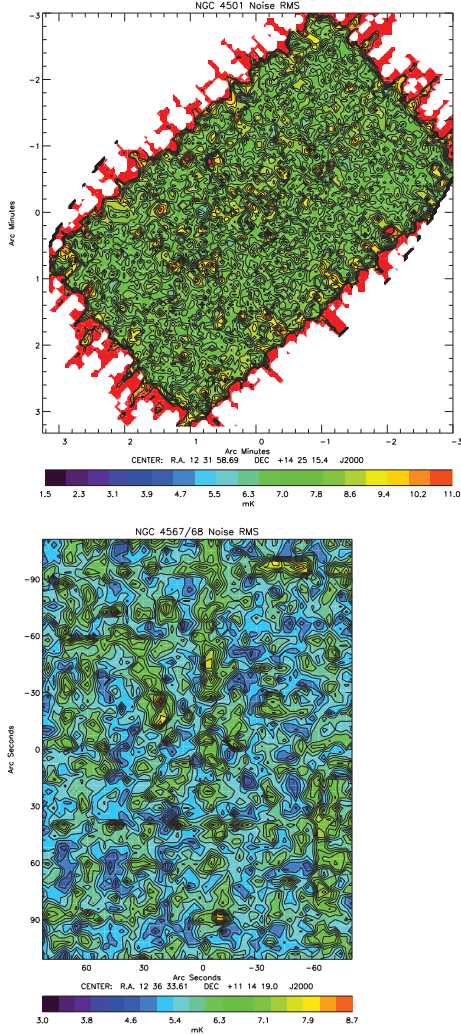 NGC 4501 Noise RMS
−3
−2
−1
0
1
2
3
Arc Minutes
3 2 1 0 −1 −2 −3
Arc Minutes
CENTER: R.A. 12 31 58.69 DEC +14 25 15.4 J2000
1.5 2.3 3.1 3.9 4.7 5.5 6.3 7.0 7.8 8.6 9.4 10.2 11.0
mK
NGC 4567/68 Noise RMS
−90
−60
−30
0
30
60
90
Arc Seconds
60 30 0 −30 −60
Arc Seconds
CENTER: R.A. 12 36 33.61 DEC +11 14 19.0 J2000
3.0 3.8 4.6 5.4 6.3 7.1 7.9 8.7
mK